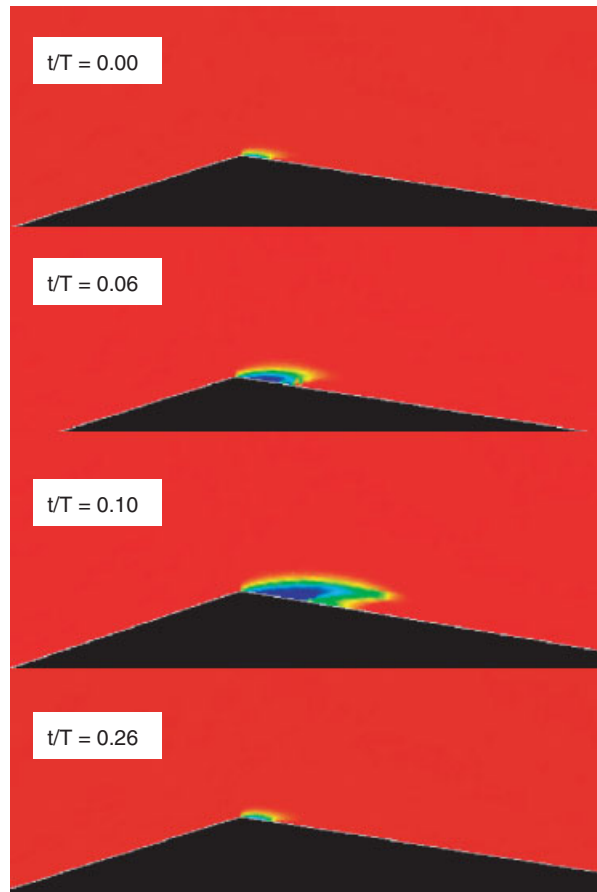 t/T = 0.00
t/T = 0.06
t/T = 0.10
t/T = 0.26